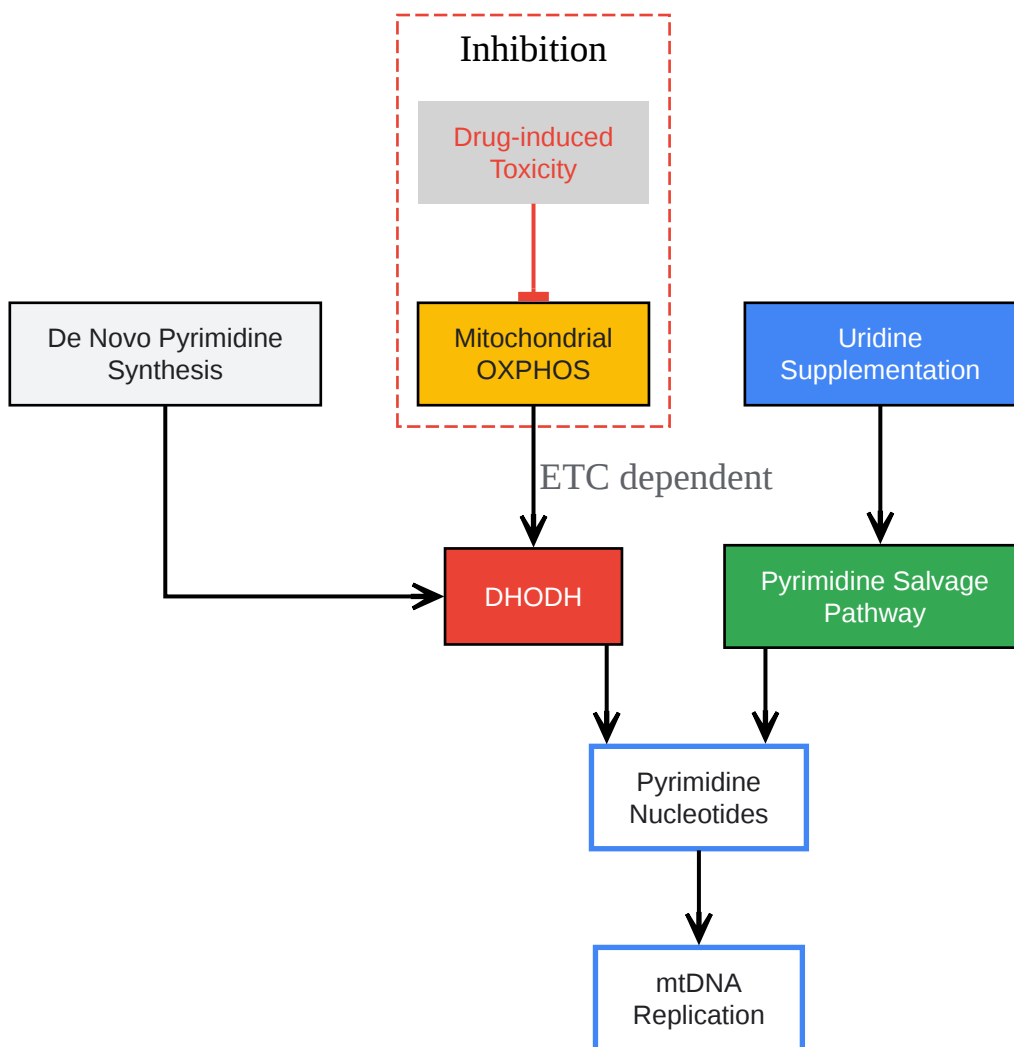 Inhibition
Drug-induced
Toxicity
De Novo Pyrimidine
Synthesis
Mitochondrial
OXPHOS
Uridine
Supplementation
ETC dependent
DHODH
Pyrimidine Salvage
Pathway
Pyrimidine
Nucleotides
mtDNA
Replication